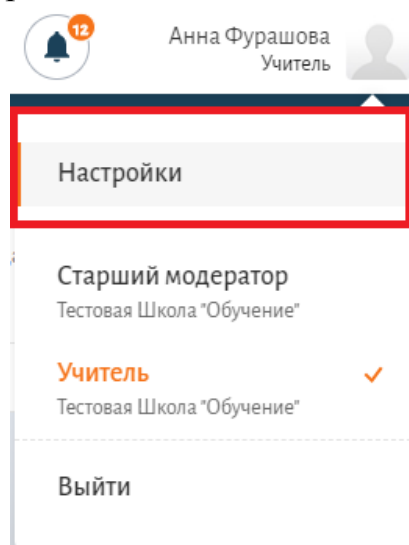 12
Анна Фурашова
Учитель
Настройки
Старший модератор
Тестовая Школа "Обучение"
Учитель
Тестовая Школа "Обучение"
Выйти